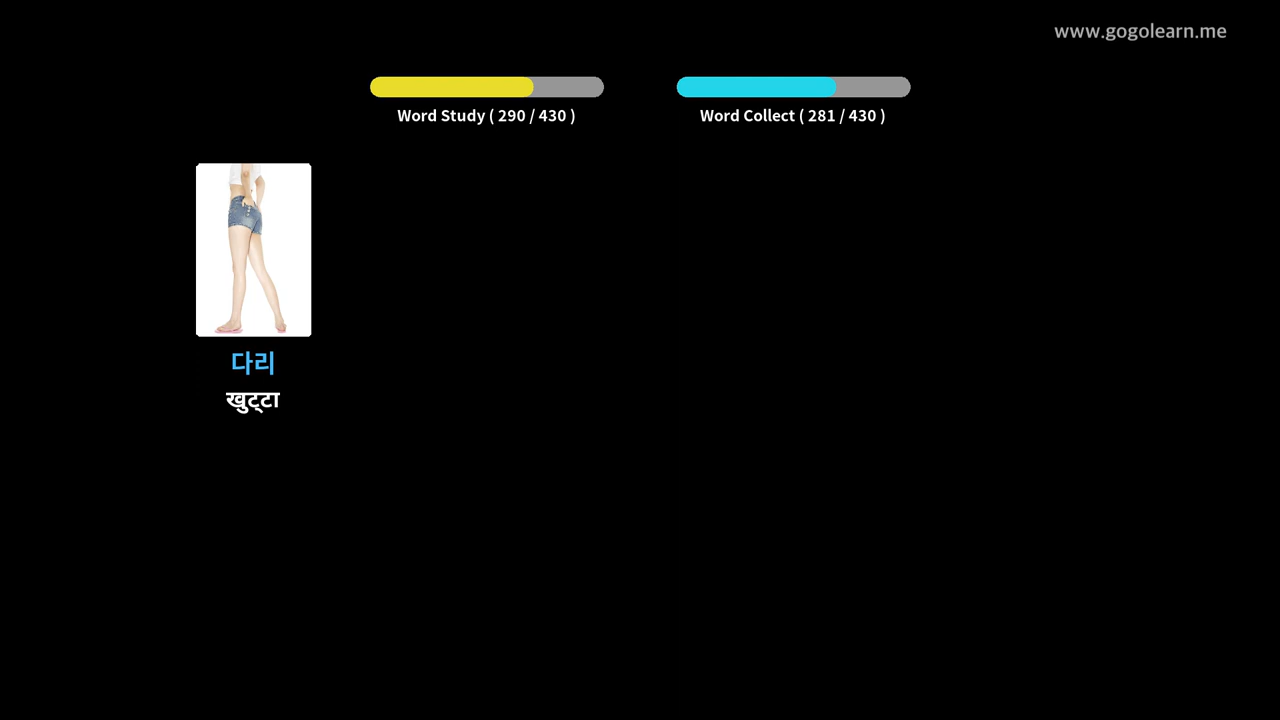 www.gogolearn.me
Word Study ( 290 / 430 )
Word Collect ( 281 / 430 )
다리
खुट्टा